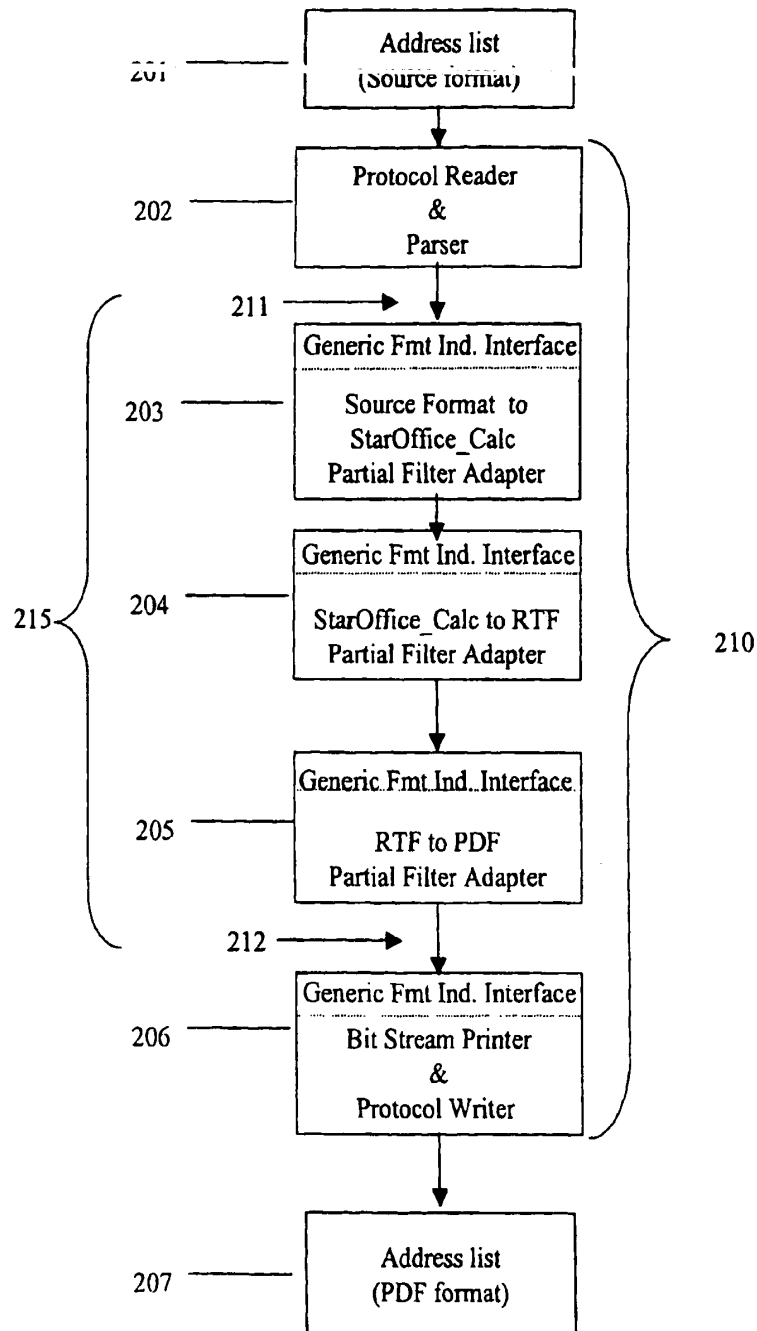 Address list
201
(Source format)
Protocol Reader
202
&
Parser
211
Generic Fmt Ind. Interface
203
Source Format to
StarOffice_Calc
Partial Filter Adapter
Generic Fmt Ind. Interface
204
215
StarOffice_Calc to RTF
210
Partial Filter Adapter
Generic Fmt Ind. Interface
205
RTF to PDF
Partial Filter Adapter
212
Generic Fmt Ind. Interface
206
Bit Stream Printer
&
Protocol Writer
Address list
207
(PDF format)